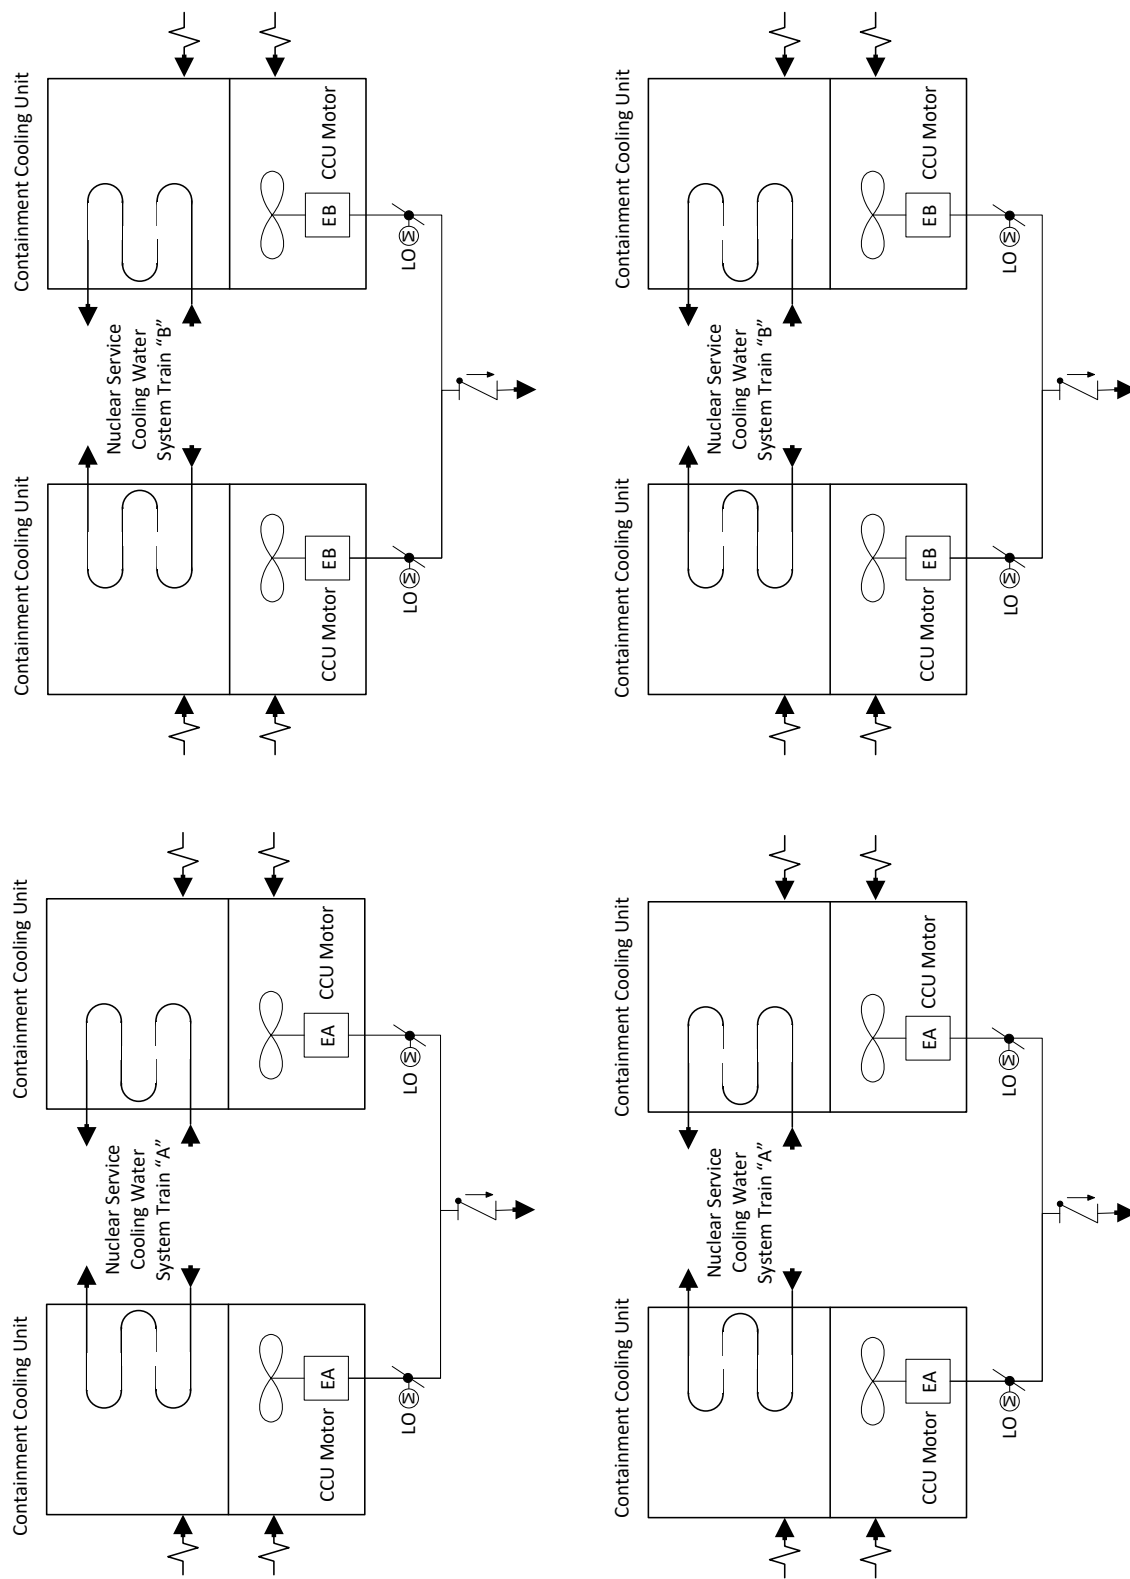 Containment Cooling Unit
Containment Cooling Unit
Nuclear Service
Cooling Water
System Train “A”
CCU Motor
EA
EA
CCU Motor
LO M
LO M
Containment Cooling Unit
Containment Cooling Unit
Nuclear Service
Cooling Water
System Train “B”
CCU Motor
EB
EB
CCU Motor
LO M
LO M
Containment Cooling Unit
Containment Cooling Unit
Nuclear Service
Cooling Water
System Train “A”
CCU Motor
EA
EA
CCU Motor
LO M
LO M
Containment Cooling Unit
Containment Cooling Unit
Nuclear Service
Cooling Water
System Train “B”
CCU Motor
EB
EB
CCU Motor
LO M
LO M